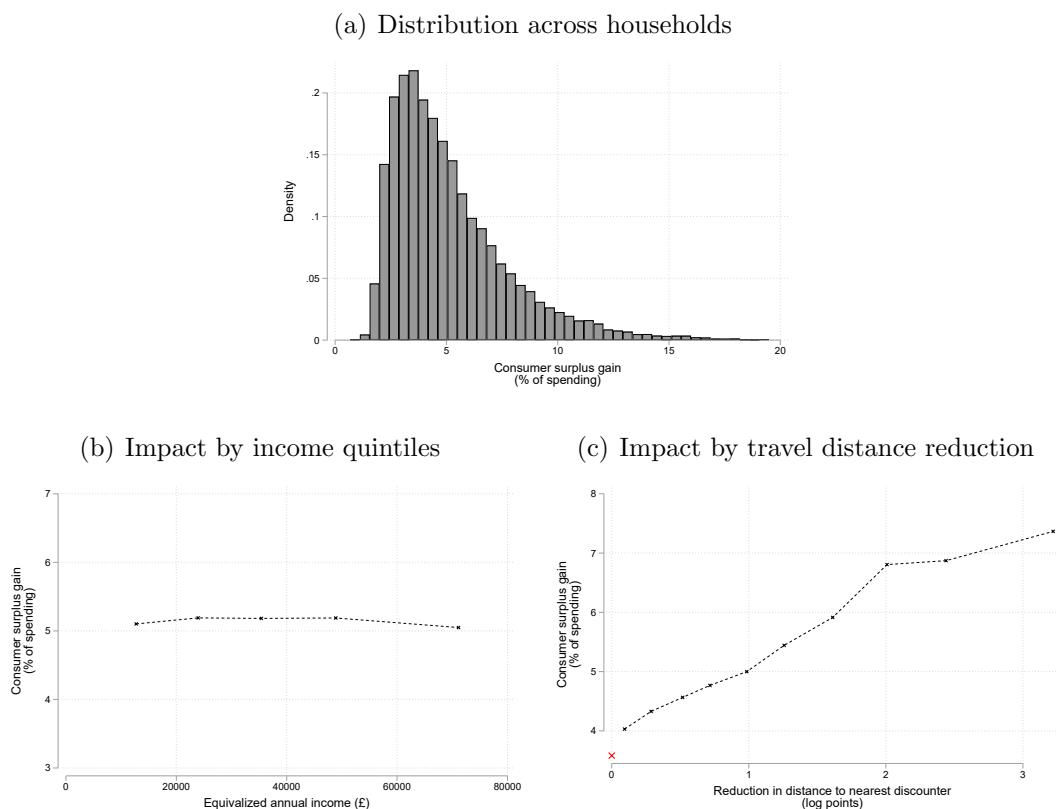 (a) Distribution across households
.2
.15
.1
.05
0
Density
0 5 10 15 20
Consumer surplus gain
(% of spending)
(b) Impact by income quintiles
7
6
5
4
3
Consumer surplus gain
(% of spending)
0 20000 40000 60000 80000
Equivalized annual income (£)
(c) Impact by travel distance reduction
8
7
6
5
4
Consumer surplus gain
(% of spending)
0 1 2 3
Reduction in distance to nearest discounter
(log points)